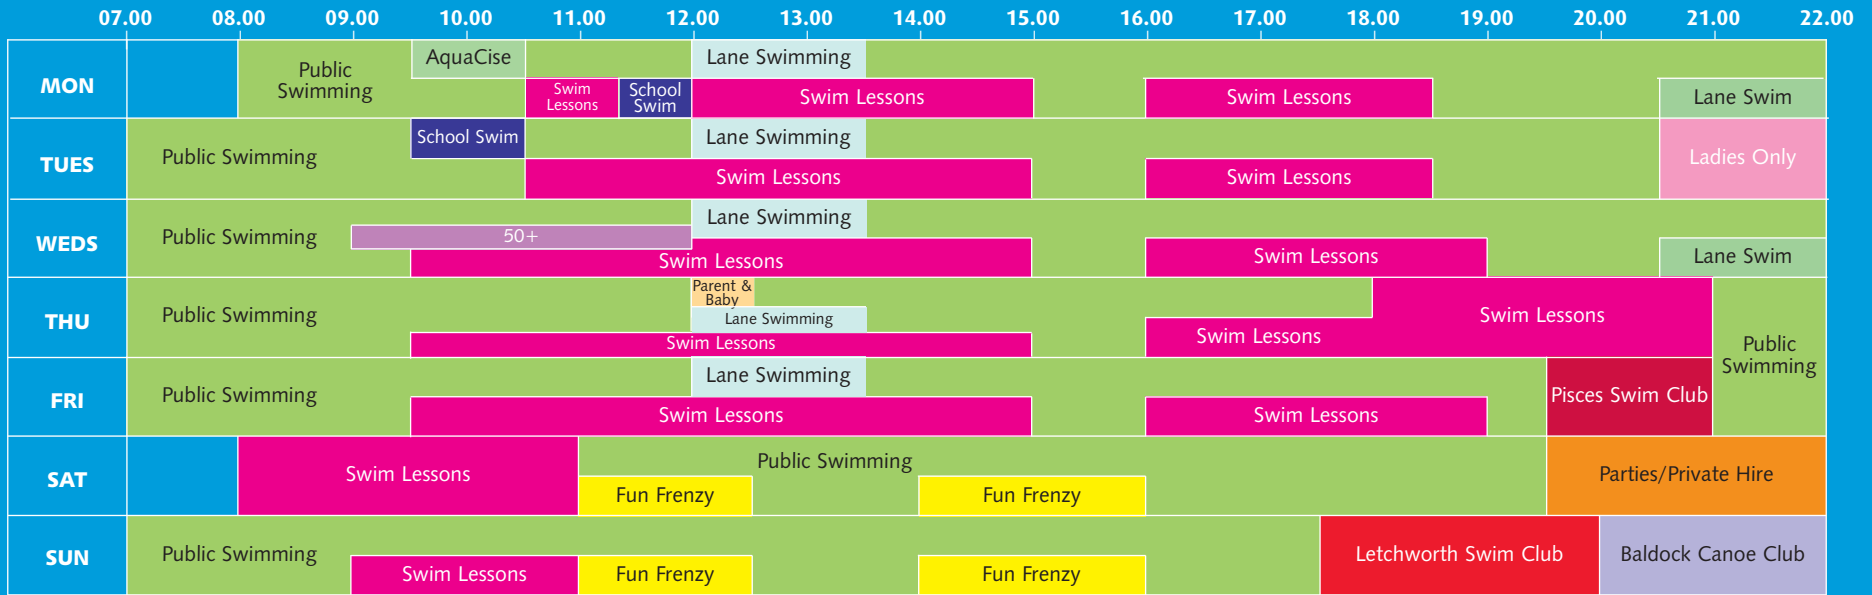 07.00 08.00 09.00 10.00 11.00 12.00 13.00 14.00 15.00 16.00 17.00 18.00 19.00 20.00 21.00 22.00
MON
Public
Swimming
AquaCise
Swim
Lessons
School
Swim
Lane Swimming
Swim Lessons
Swim Lessons
Lane Swim
TUES
Public Swimming
School Swim
Swim Lessons
Lane Swimming
Swim Lessons
Ladies Only
WEDS
Public Swimming
50+
Swim Lessons
Lane Swimming
Swim Lessons
Lane Swim
THU
Public Swimming
Parent &
Baby
Lane Swimming
Swim Lessons
Swim Lessons
Swim Lessons
Public
Swimming
FRI
Public Swimming
Lane Swimming
Swim Lessons
Swim Lessons
Pisces Swim Club
SAT
Swim Lessons
Public Swimming
Fun Frenzy
Fun Frenzy
Parties/Private Hire
SUN
Public Swimming
Swim Lessons
Fun Frenzy
Fun Frenzy
Letchworth Swim Club
Baldock Canoe Club